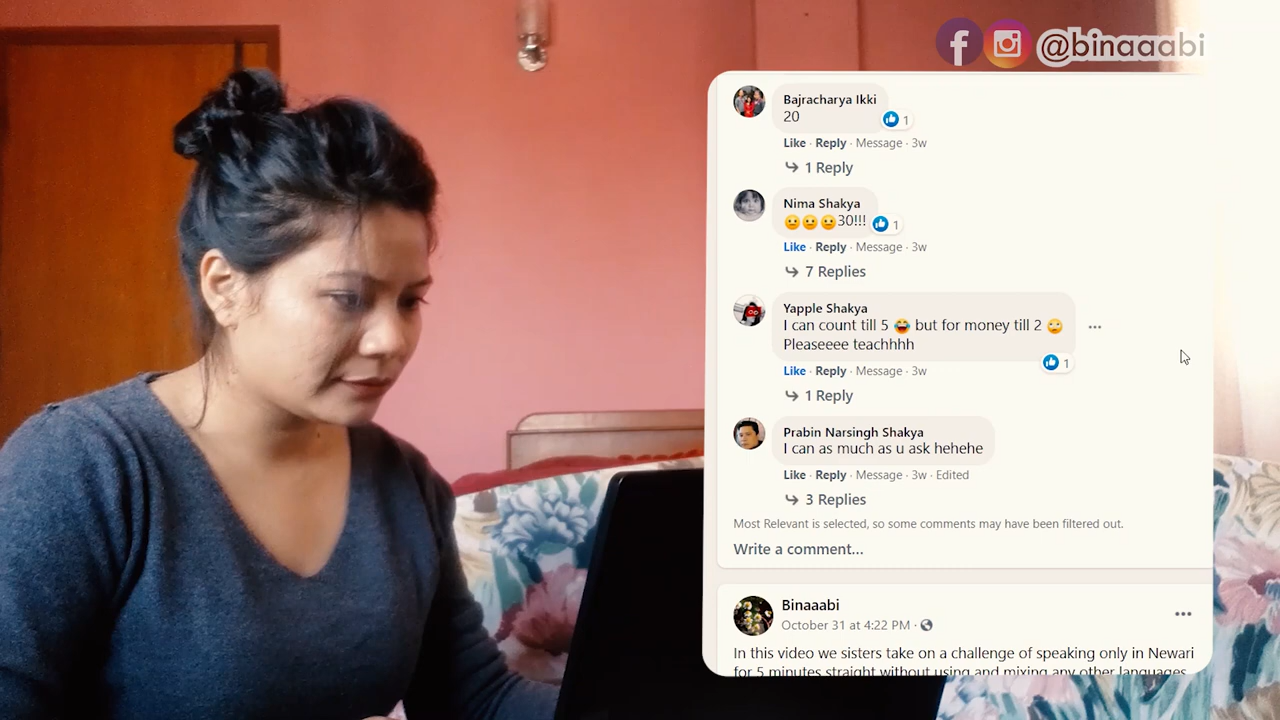 @binaaabi
Bajracharya Ikki
20
1
Like · Reply · Message · 3w
1 Reply
Nima Shakya
😐😐😐30!!!
1
Like · Reply · Message · 3w
7 Replies
Yapple Shakya
I can count till 5 😂 but for money till 2 🙄
Pleaseeee teachhhh
1
Like · Reply · Message · 3w
1 Reply
Prabin Narsingh Shakya
I can as much as u ask hehehe
Like · Reply · Message · 3w · Edited
3 Replies
Most Relevant is selected, so some comments may have been filtered out.
Write a comment...
Binaaabi
October 31 at 4:22 PM ·
In this video we sisters take on a challenge of speaking only in Newari
for 5 minutes straight without using and mixing any other languages